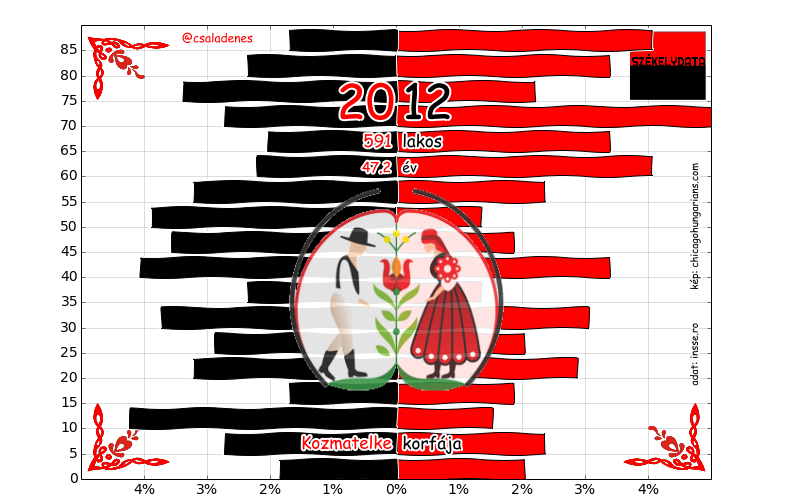 @csaladenes
SZÉKELYDATA
2012
591 lakos
47.2 év
kép: chicagohungarians.com
adat: insse.ro
Kozmatelke korfája
85
80
75
70
65
60
55
50
45
40
35
30
25
20
15
10
5
0
4% 3% 2% 1% 0% 1% 2% 3% 4%